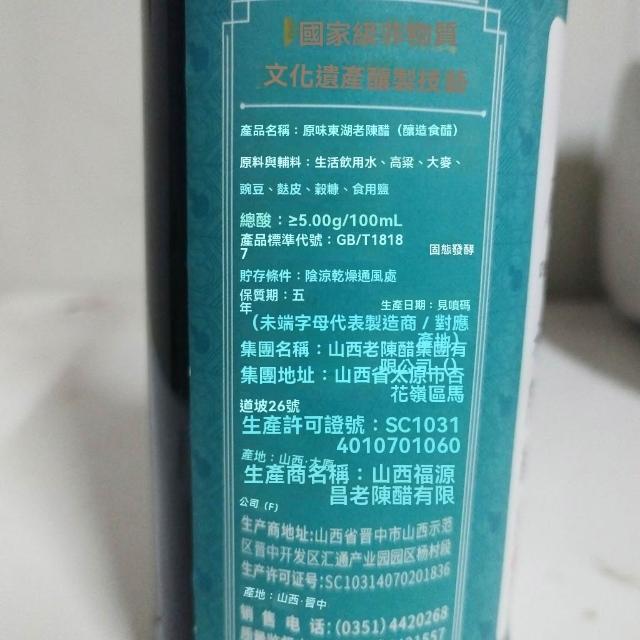 國家級非物質
文化遺產釀製技藝
產品名稱：原味東湖老陳醋（釀造食醋）
原料與輔料：生活飲用水、高粱、大麥、
豌豆、麩皮、穀糠、食用鹽
總酸：≥5.00g/100mL
產品標準代號：GB/T1818
7
固態發酵
貯存條件：陰涼乾燥通風處
保質期：五
年
生產日期：見噴碼
（未端字母代表製造商/對應
產地）
集團名稱：山西老陳醋集團有
限公司（）
集團地址：山西省太原市杏
花嶺區馬
道坡26號
生產許可證號：SC1031
4010701060
產地：山西·太原
生產商名稱：山西福源
昌老陳醋有限
公司（F）
生产商地址:山西省晋中市山西示范
区晋中开发区汇通产业园园区杨村段
生产许可证号:SC10314070201836
產地：山西·晉中
销售电话:(0351)4420268